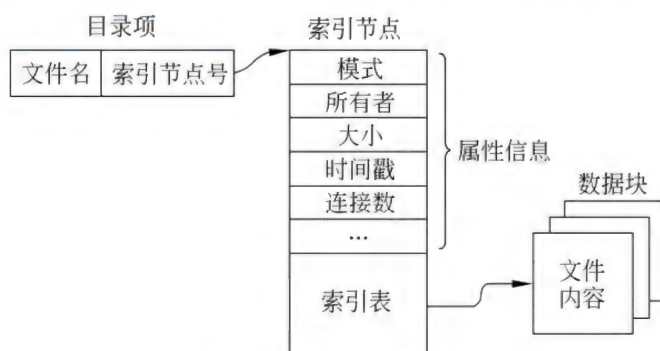 目录项
文件名 索引节点号
索引节点
模式
所有者
大小
时间戳
连接数
…
索引表
属性信息
数据块
文件
内容